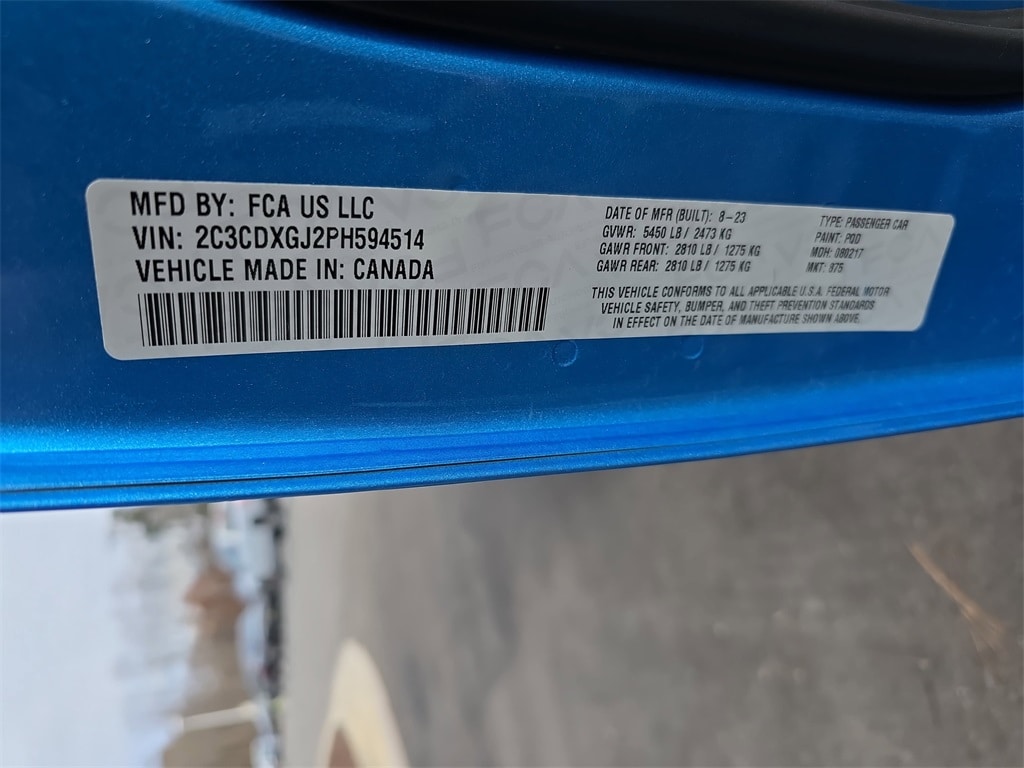 MFD BY: FCA US LLC
VIN: 2C3CDXGJ2PH594514
VEHICLE MADE IN: CANADA
DATE OF MFR (BUILT): 8-23
GVWR: 5450 LB / 2473 KG
GAWR FRONT: 2810 LB / 1275 KG
GAWR REAR: 2810 LB / 1275 KG
TYPE: PASSENGER CAR
PAINT: PQD
MDH: 080217
MKT: 975
THIS VEHICLE CONFORMS TO ALL APPLICABLE U.S.A. FEDERAL MOTOR
VEHICLE SAFETY, BUMPER, AND THEFT PREVENTION STANDARDS
IN EFFECT ON THE DATE OF MANUFACTURE SHOWN ABOVE.